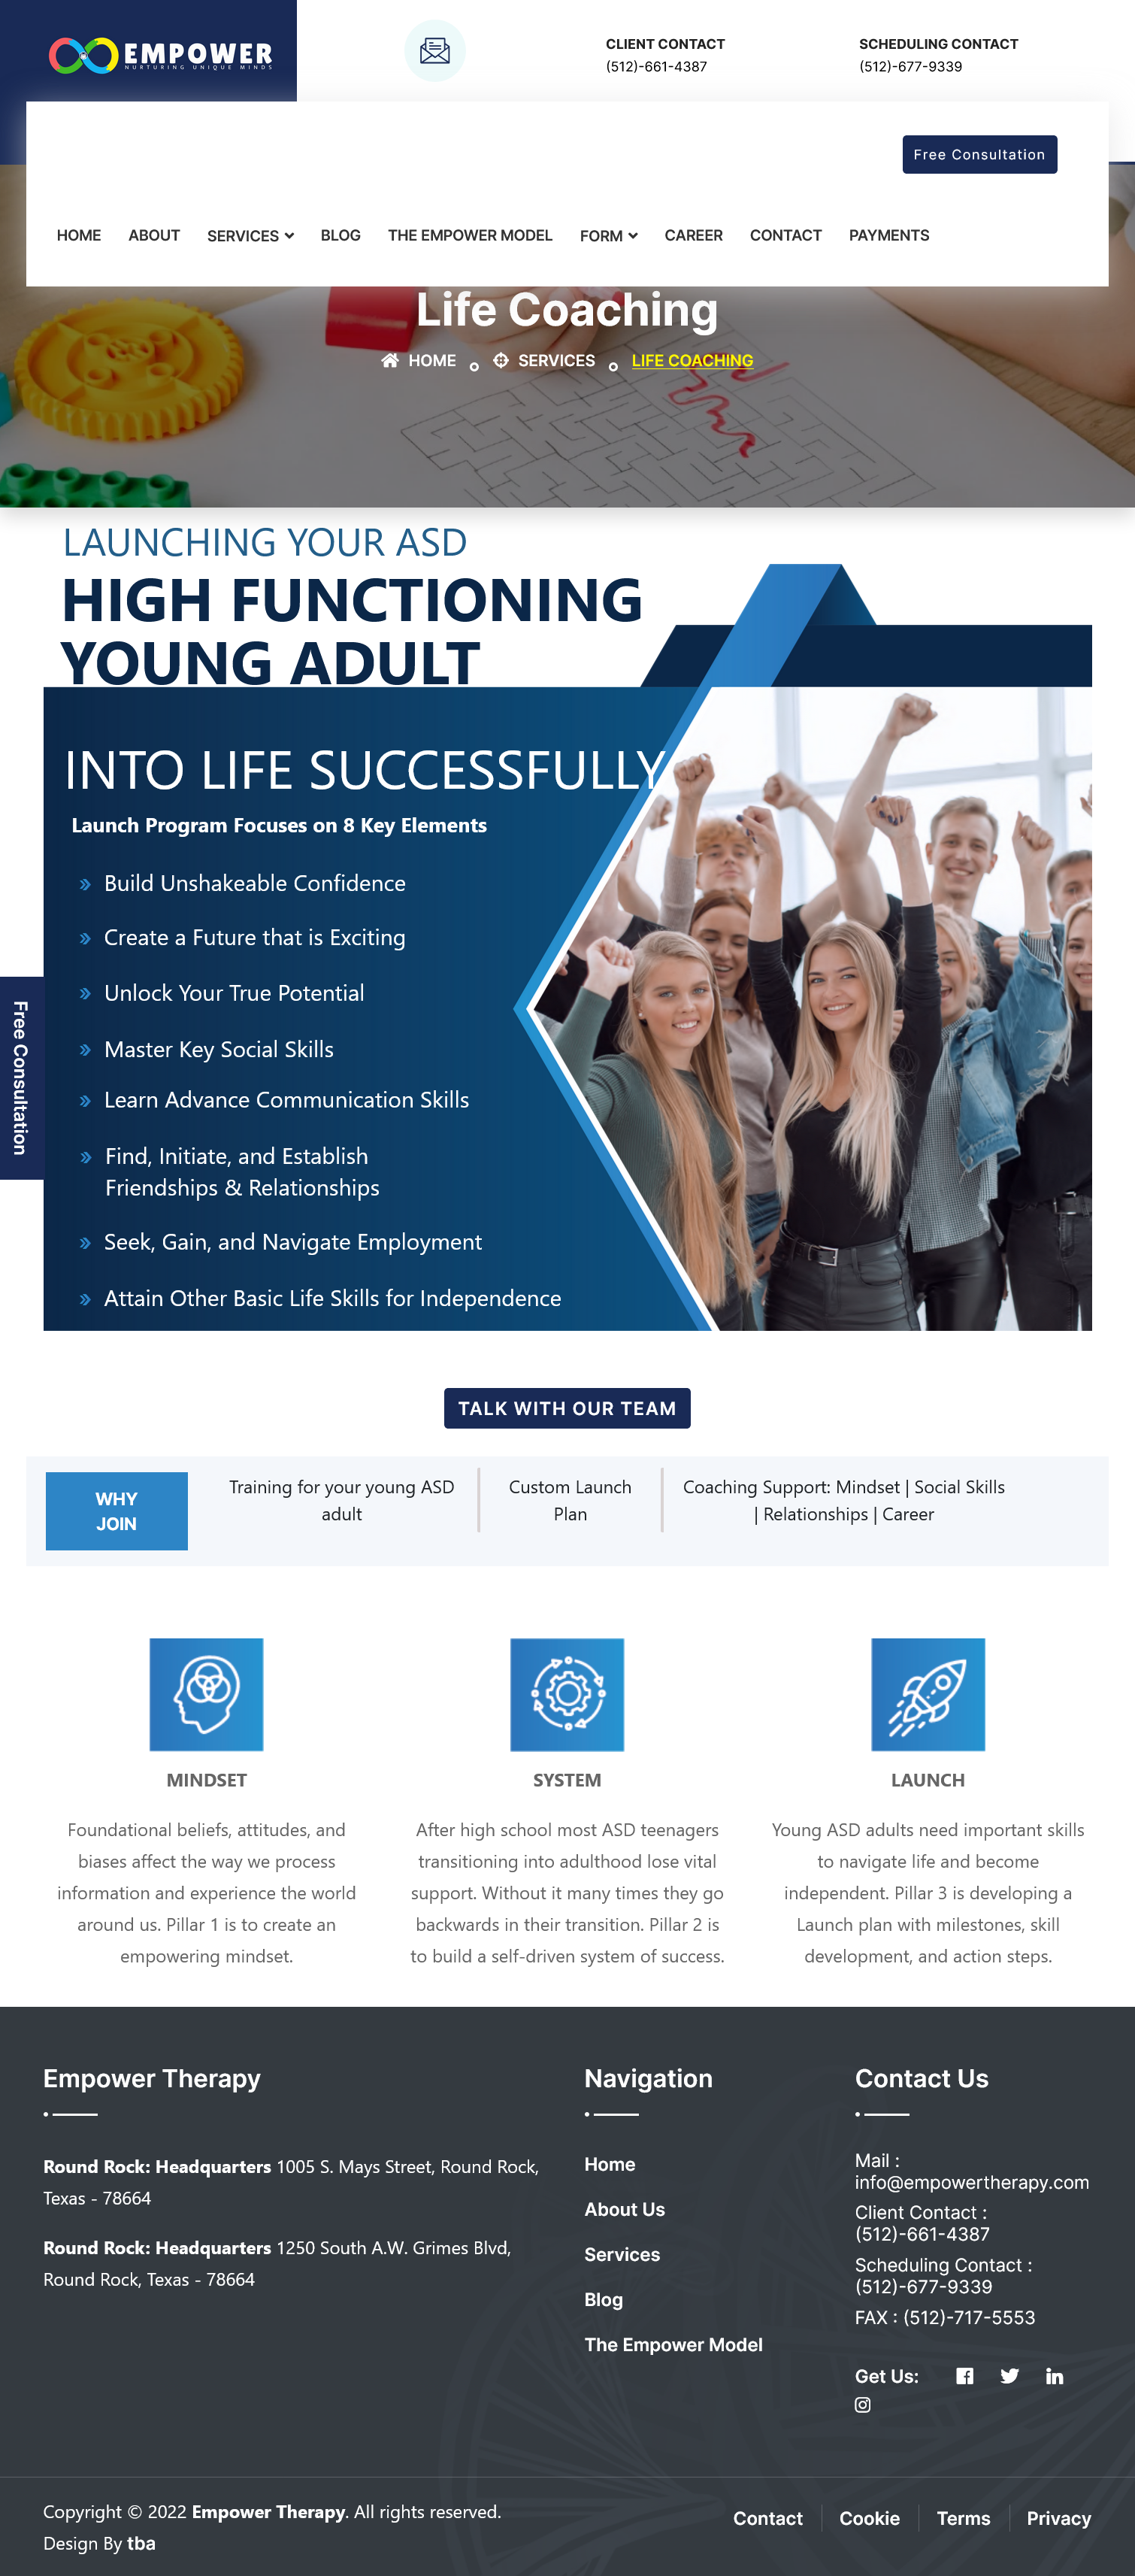 EMPOWER
NURTURING UNIQUE MINDS
CLIENT CONTACT
(512)-661-4387
SCHEDULING CONTACT
(512)-677-9339
Free Consultation
HOME
ABOUT
SERVICES
BLOG
THE EMPOWER MODEL
FORM
CAREER
CONTACT
PAYMENTS
Life Coaching
HOME
SERVICES
LIFE COACHING
LAUNCHING YOUR ASD
HIGH FUNCTIONING
YOUNG ADULT
INTO LIFE SUCCESSFULLY
Launch Program Focuses on 8 Key Elements
Build Unshakeable Confidence
Create a Future that is Exciting
Unlock Your True Potential
Master Key Social Skills
Learn Advance Communication Skills
Find, Initiate, and Establish
Friendships & Relationships
Seek, Gain, and Navigate Employment
Attain Other Basic Life Skills for Independence
Free Consultation
TALK WITH OUR TEAM
WHY
JOIN
Training for your young ASD
adult
Custom Launch
Plan
Coaching Support: Mindset | Social Skills
| Relationships | Career
MINDSET
Foundational beliefs, attitudes, and
biases affect the way we process
information and experience the world
around us. Pillar 1 is to create an
empowering mindset.
SYSTEM
After high school most ASD teenagers
transitioning into adulthood lose vital
support. Without it many times they go
backwards in their transition. Pillar 2 is
to build a self-driven system of success.
LAUNCH
Young ASD adults need important skills
to navigate life and become
independent. Pillar 3 is developing a
Launch plan with milestones, skill
development, and action steps.
Empower Therapy
Round Rock: Headquarters 1005 S. Mays Street, Round Rock,
Texas - 78664
Round Rock: Headquarters 1250 South A.W. Grimes Blvd,
Round Rock, Texas - 78664
Navigation
Home
About Us
Services
Blog
The Empower Model
Contact Us
Mail :
info@empowertherapy.com
Client Contact :
(512)-661-4387
Scheduling Contact :
(512)-677-9339
FAX : (512)-717-5553
Get Us:
Copyright © 2022 Empower Therapy. All rights reserved.
Design By tba
Contact
Cookie
Terms
Privacy